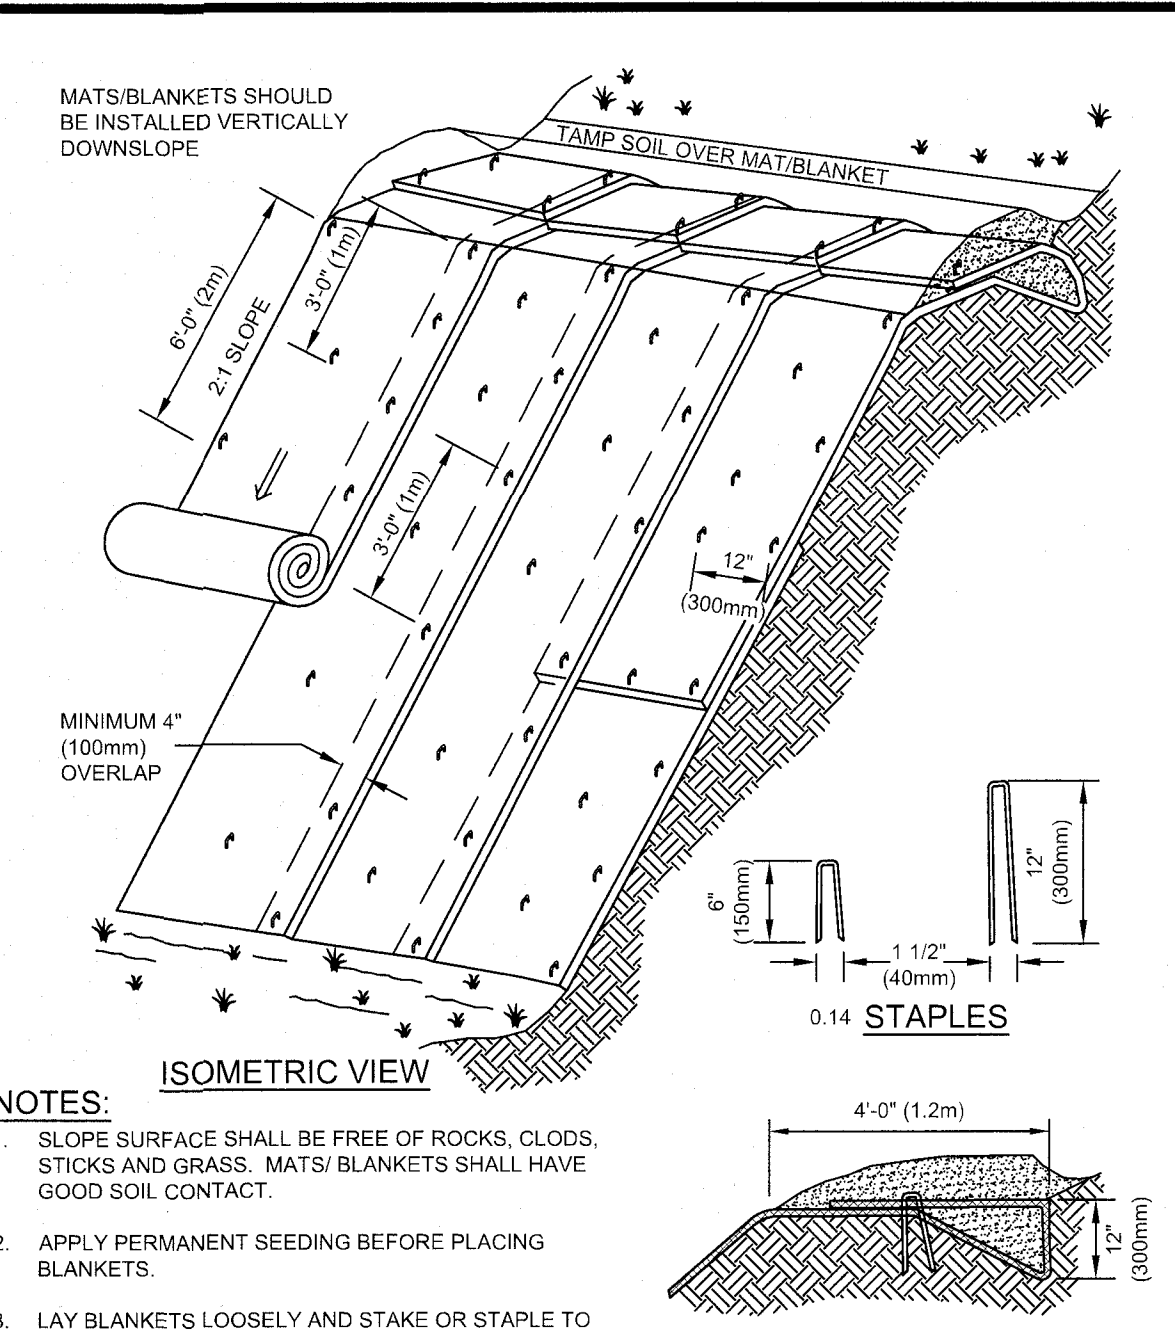 MATS/BLANKETS SHOULD
BE INSTALLED VERTICALLY
DOWNSLOPE
TAMP SOIL OVER MAT/BLANKET
6'-0" (2m)
2:1 SLOPE
3'-0" (1m)
3'-0" (1m)
12"
(300mm)
MINIMUM 4"
(100mm)
OVERLAP
6"
(150mm)
12"
(300mm)
1 1/2"
(40mm)
0.14 STAPLES
ISOMETRIC VIEW
NOTES:
. SLOPE SURFACE SHALL BE FREE OF ROCKS, CLODS,
STICKS AND GRASS. MATS/ BLANKETS SHALL HAVE
GOOD SOIL CONTACT.
2. APPLY PERMANENT SEEDING BEFORE PLACING
BLANKETS.
3. LAY BLANKETS LOOSELY AND STAKE OR STAPLE TO
4'-0" (1.2m)
12"
(300mm)